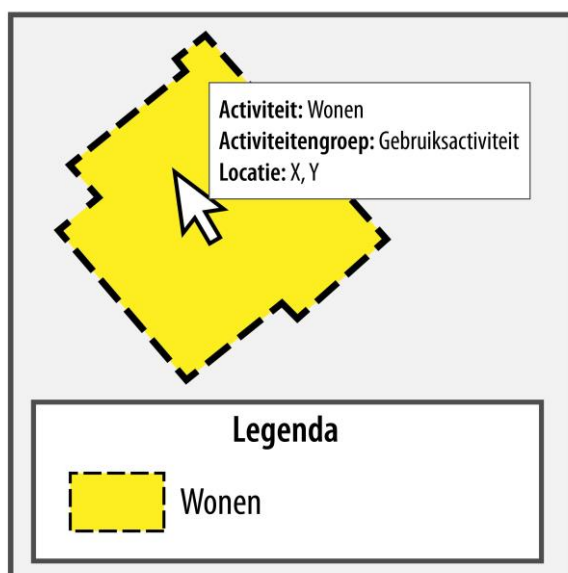 Activiteit: Wonen
Activiteitengroep: Gebruiksactiviteit
Locatie: X, Y
Legenda
Wonen